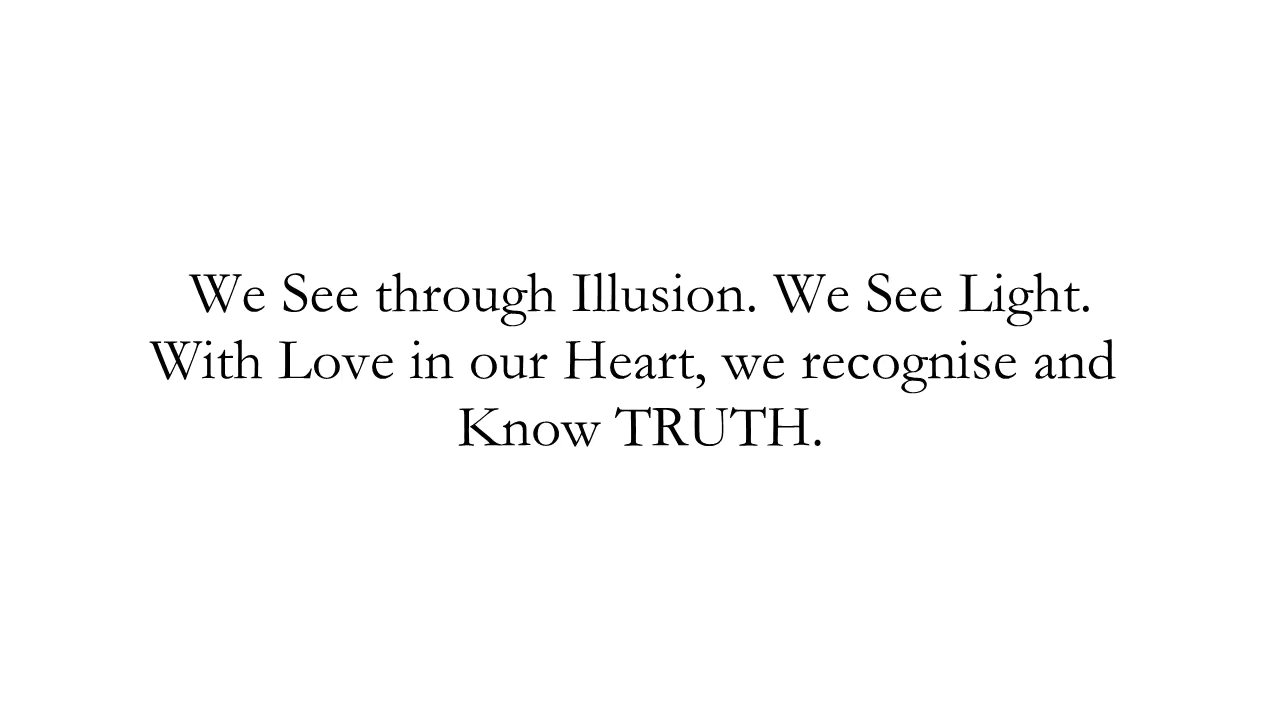 We See through Illusion. We See Light.
With Love in our Heart, we recognise and
Know TRUTH.